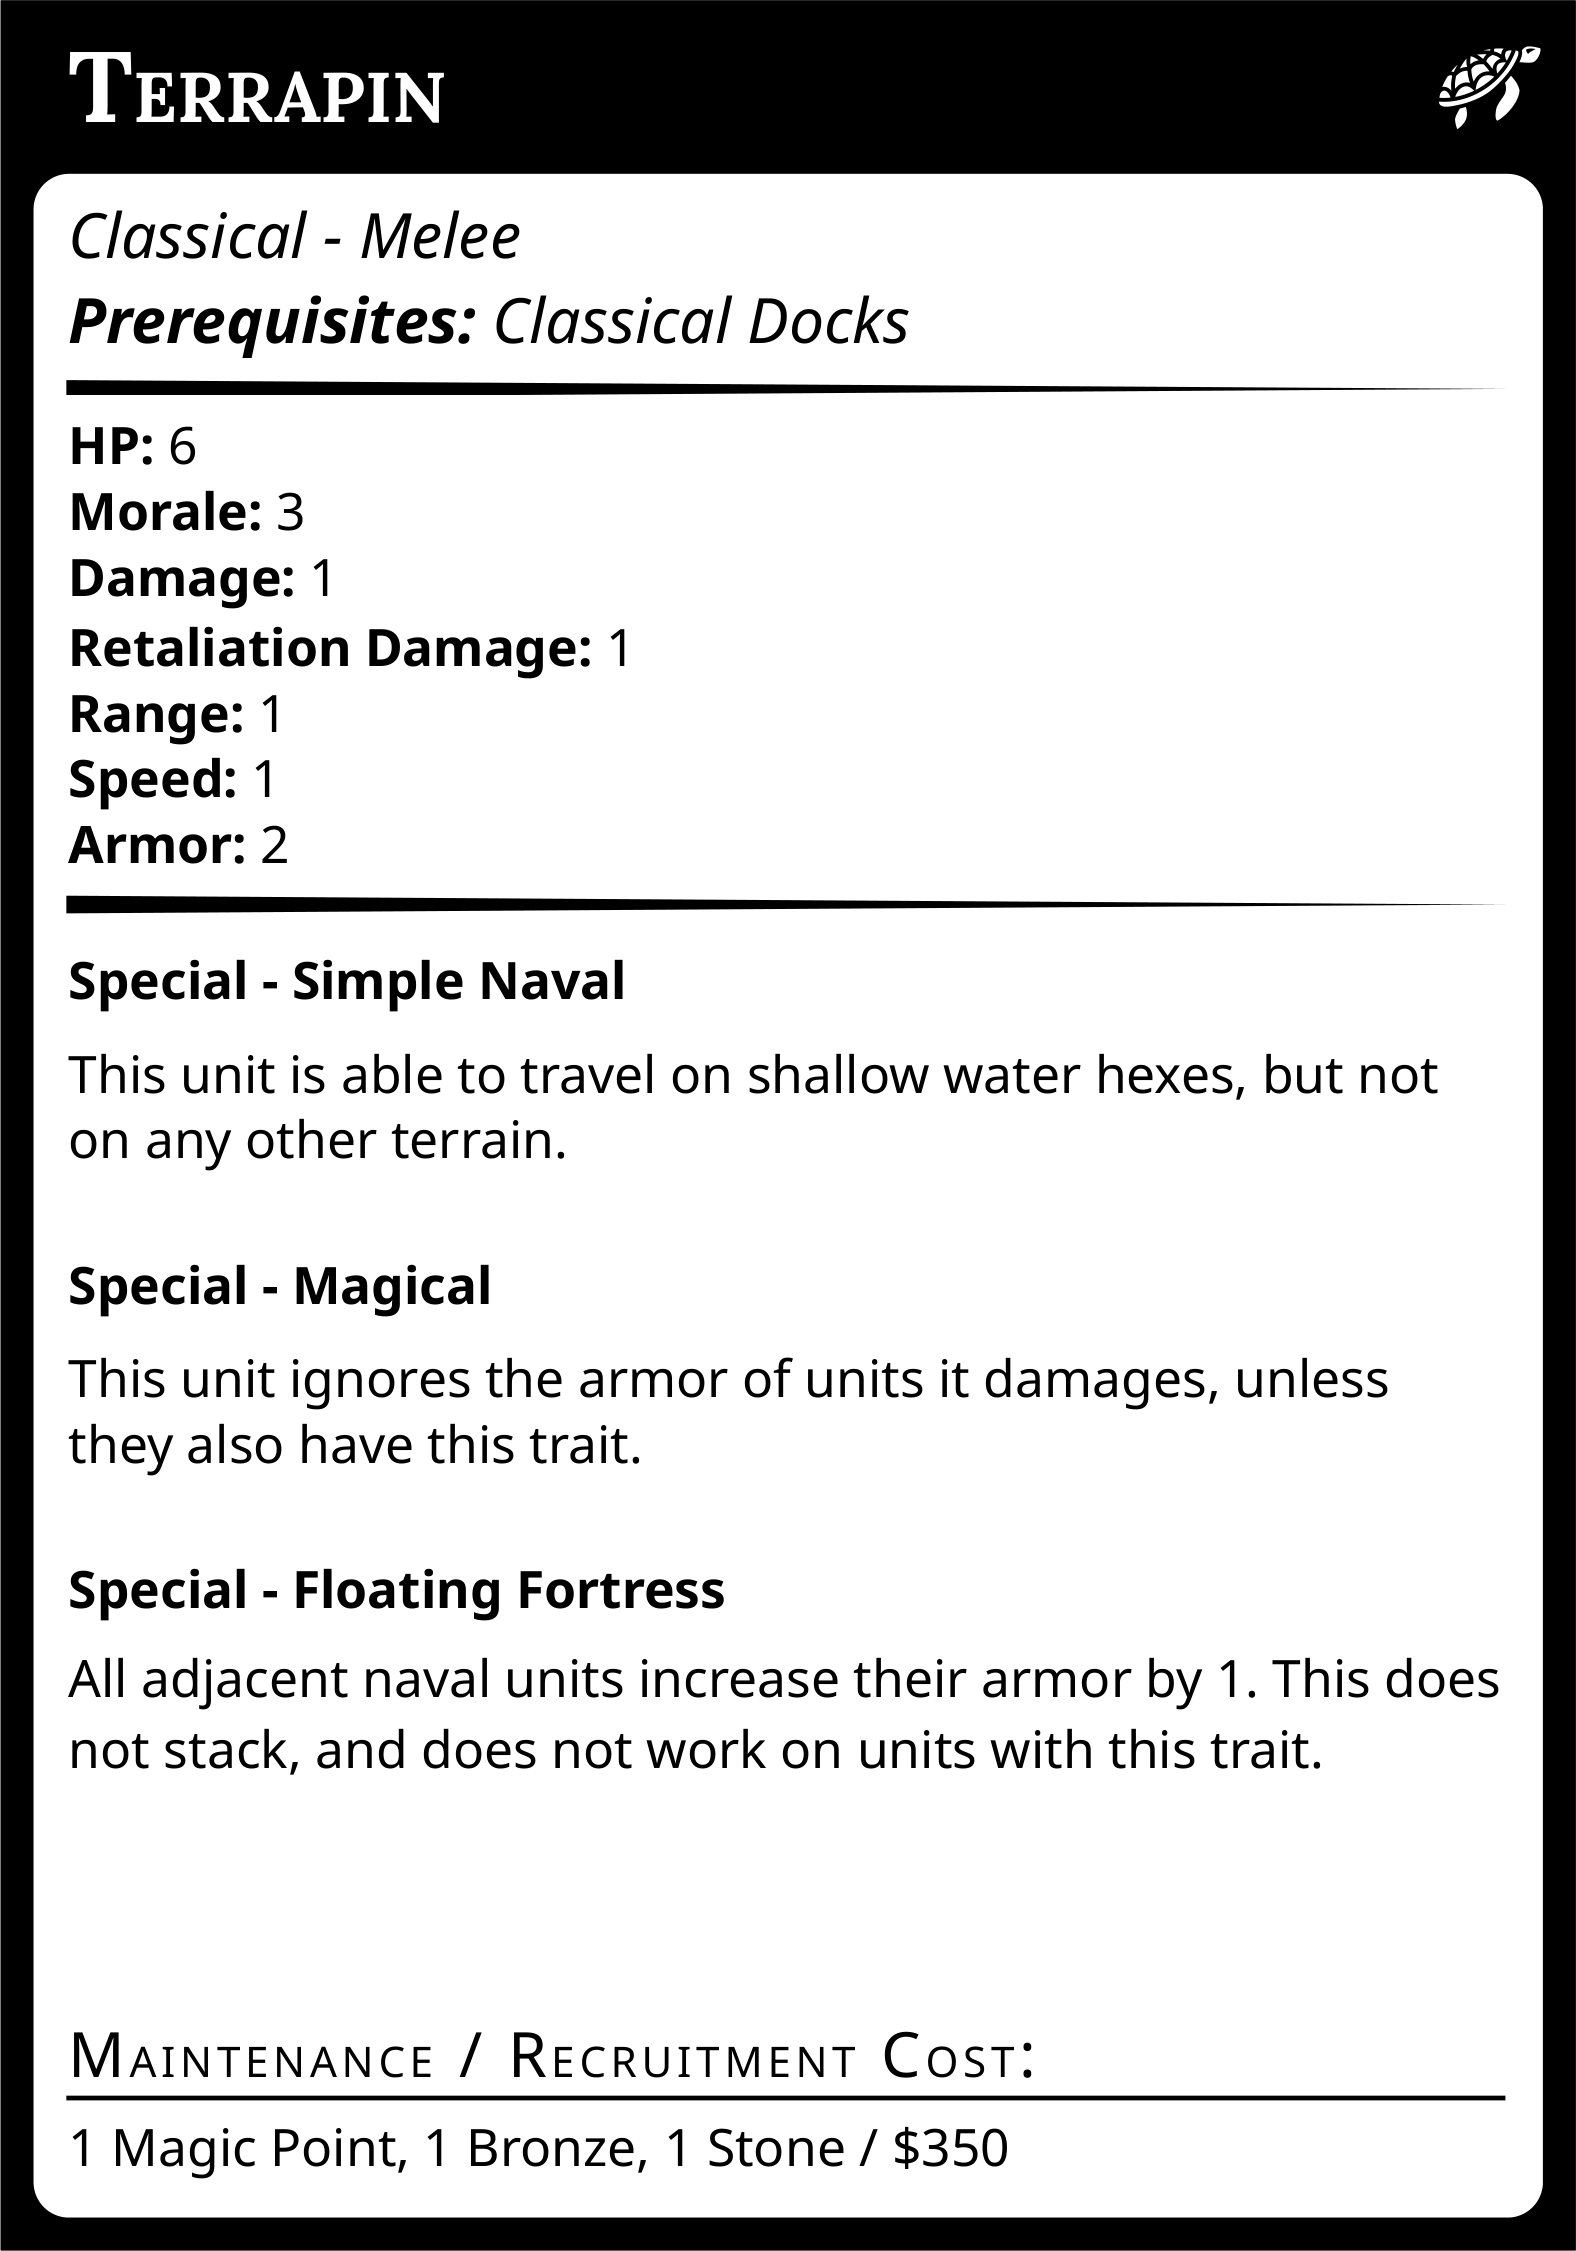 Terrapin
Classical - Melee
Prerequisites: Classical Docks
HP: 6
Morale: 3
Damage: 1
Retaliation Damage: 1
Range: 1
Speed: 1
Armor: 2
Special - Simple Naval
This unit is able to travel on shallow water hexes, but not
on any other terrain.
Special - Magical
This unit ignores the armor of units it damages, unless
they also have this trait.
Special - Floating Fortress
All adjacent naval units increase their armor by 1. This does
not stack, and does not work on units with this trait.
Maintenance / Recruitment Cost:
1 Magic Point, 1 Bronze, 1 Stone / $350